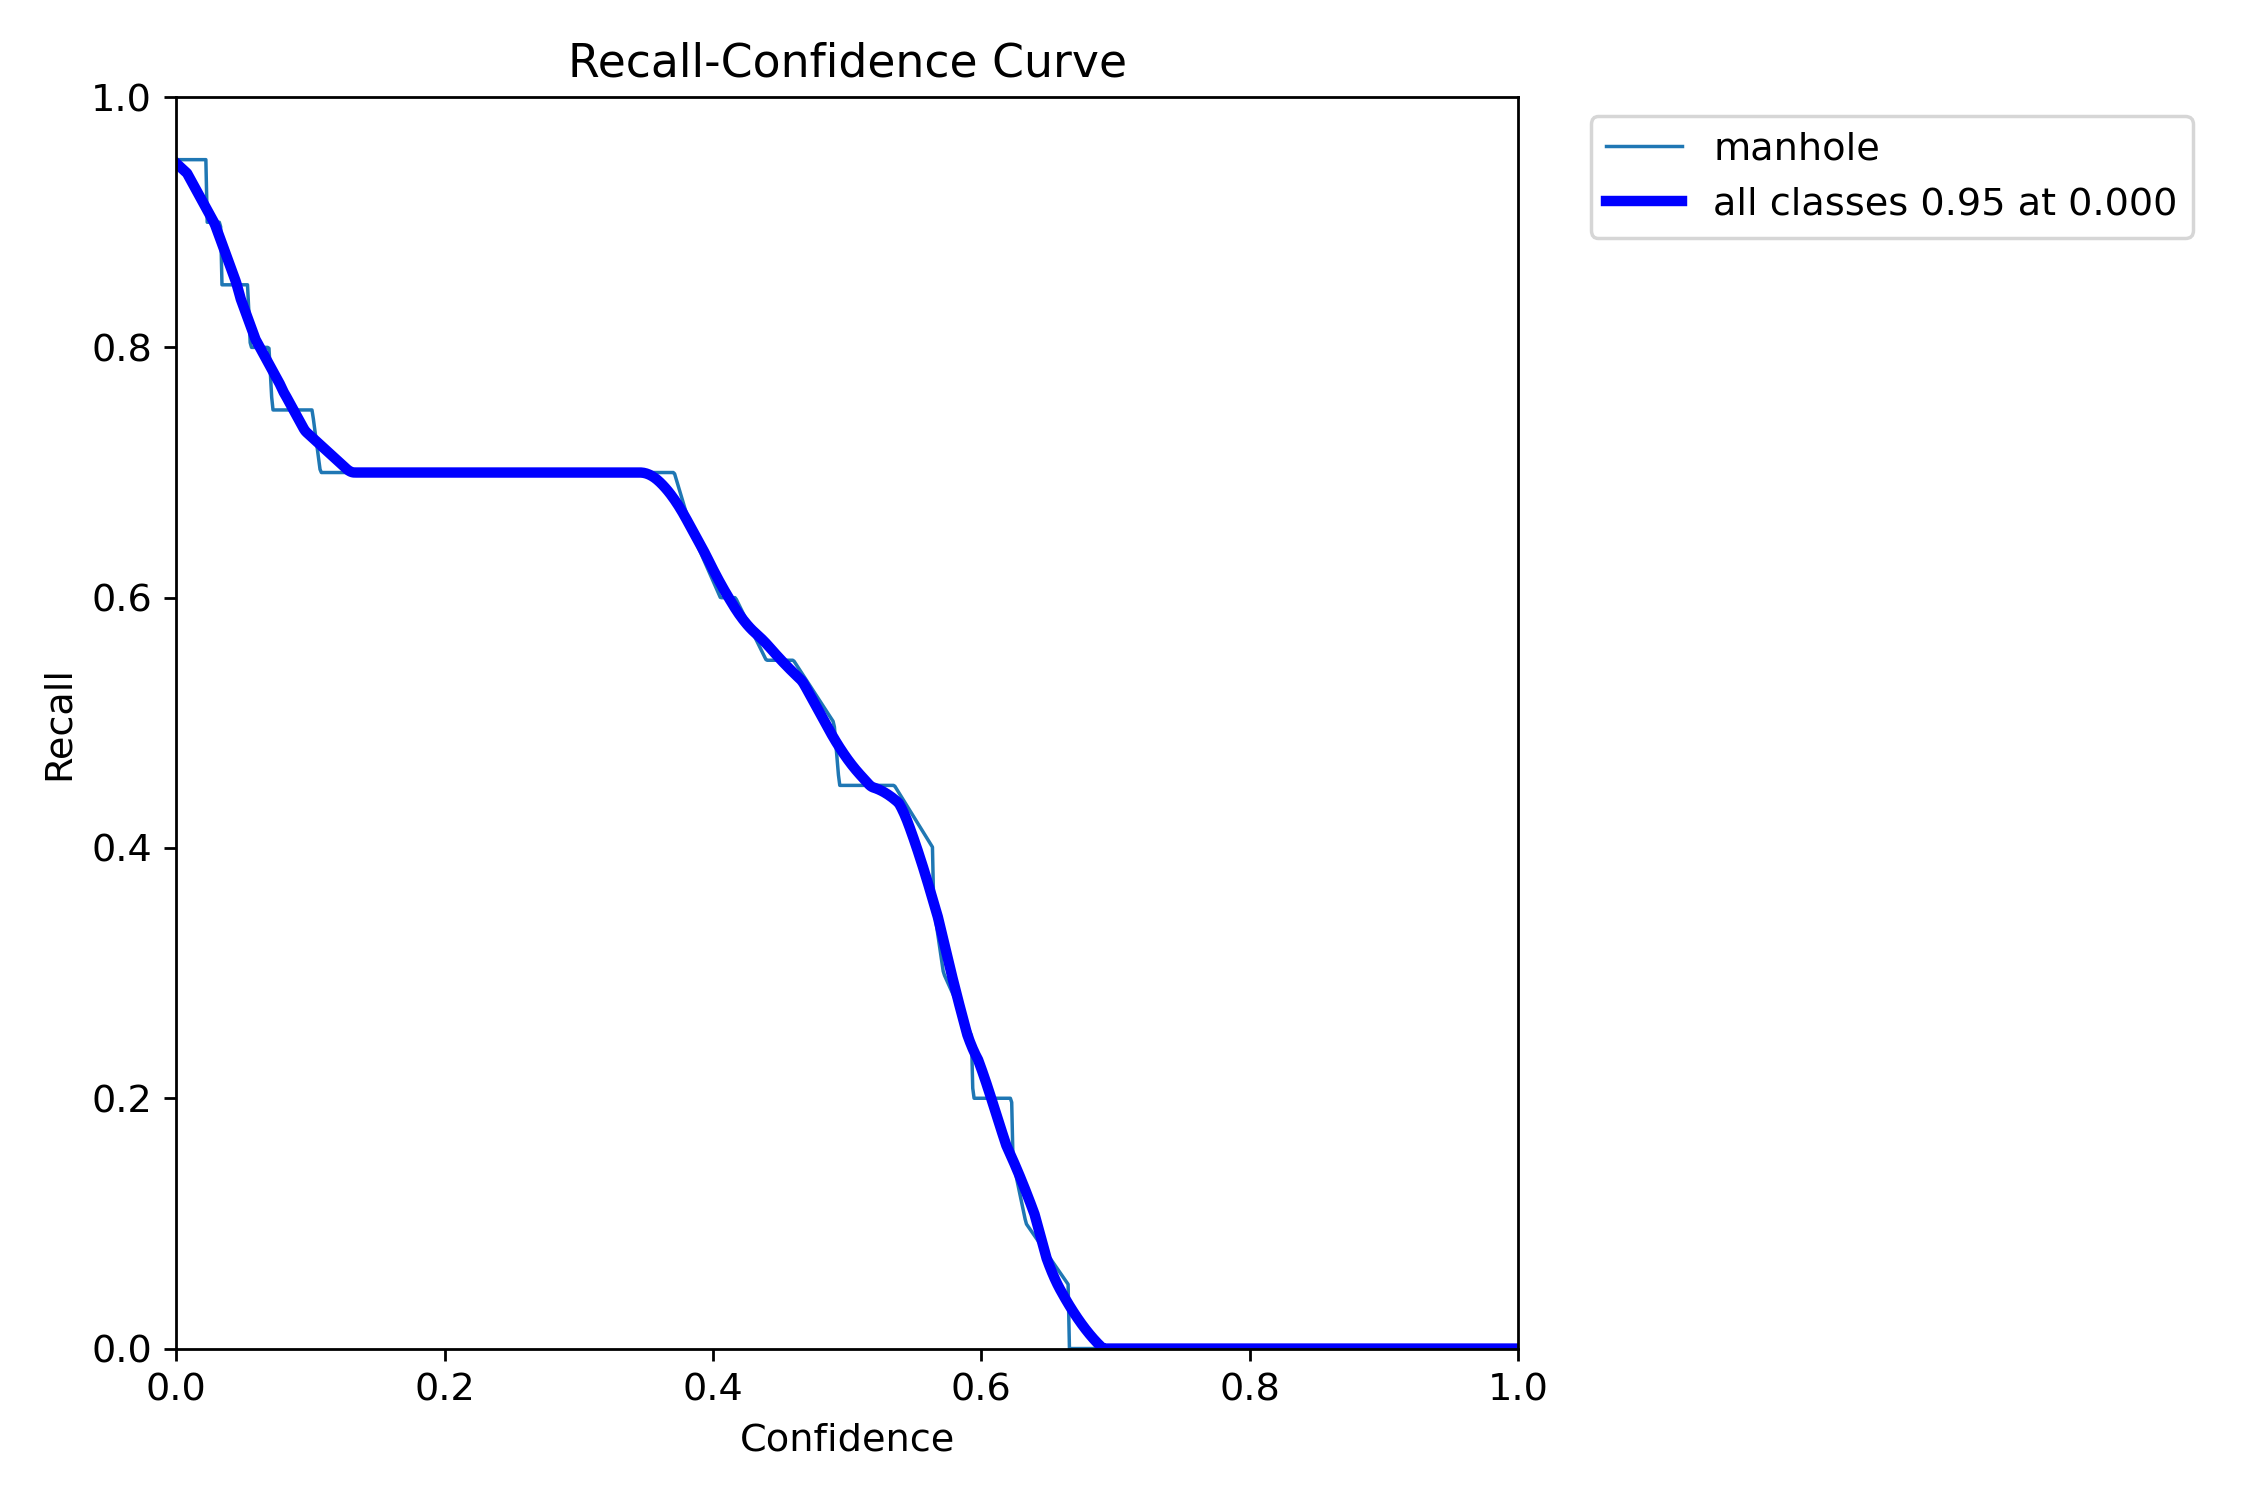 Recall-Confidence Curve
1.0
0.8
0.6
0.4
0.2
0.0
Recall
0.0 0.2 0.4 0.6 0.8 1.0
Confidence
manhole
all classes 0.95 at 0.000